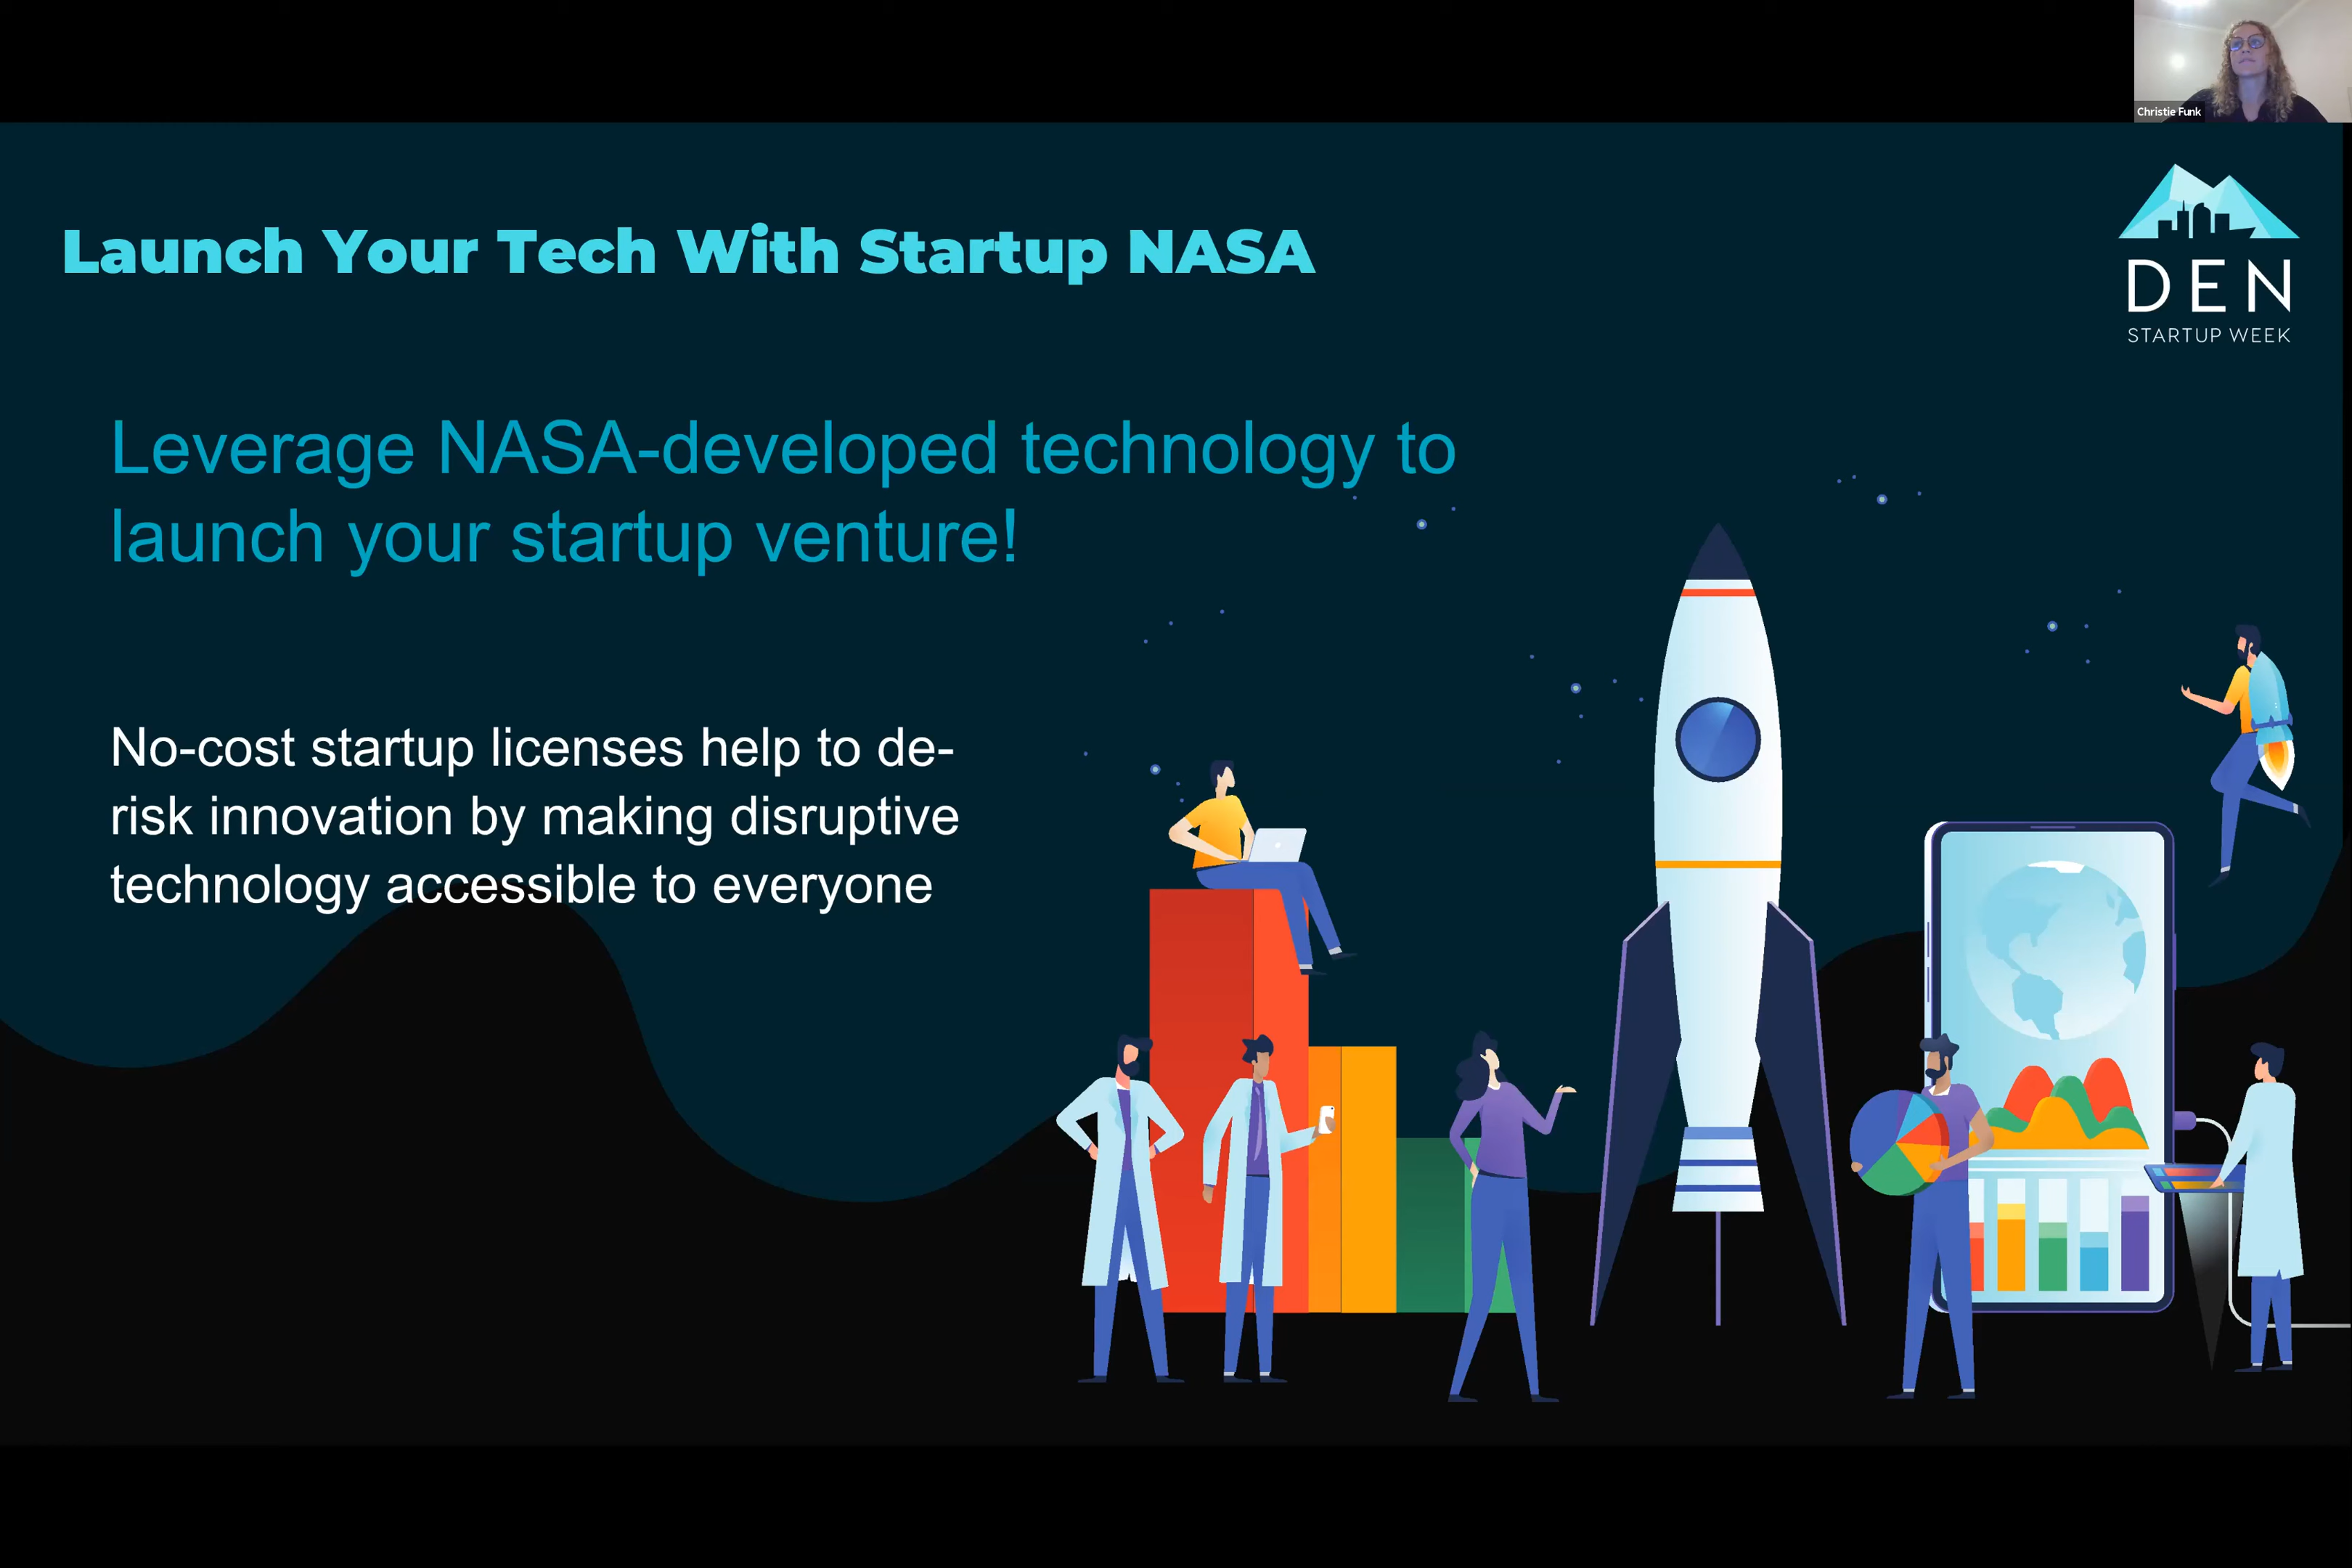 Christie Funk
Launch Your Tech With Startup NASA
DEN
STARTUP WEEK
Leverage NASA-developed technology to
launch your startup venture!
No-cost startup licenses help to de-
risk innovation by making disruptive
technology accessible to everyone